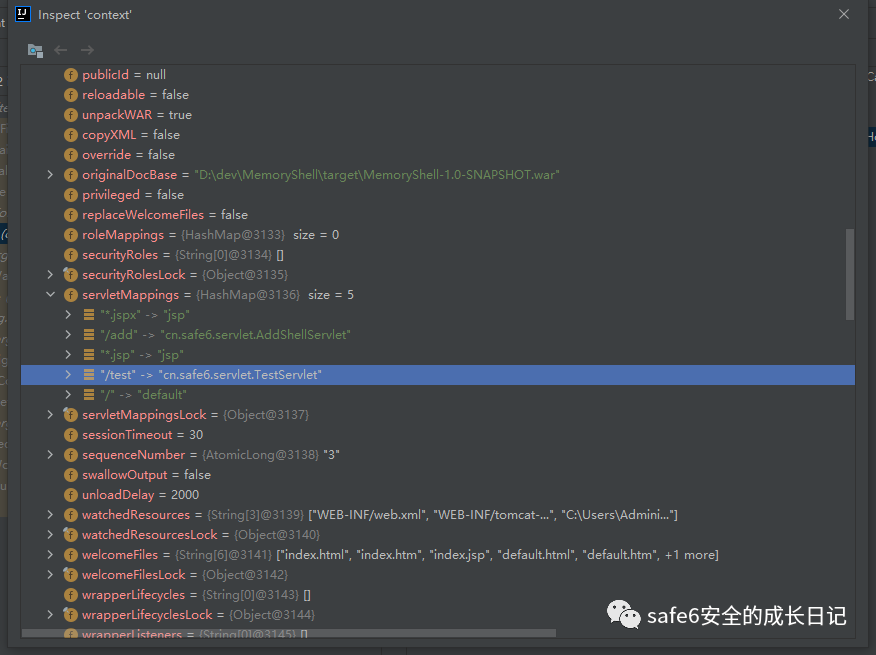 Inspect 'context'
publicId = null
reloadable = false
unpackWAR = true
copyXML = false
override = false
originalDocBase = "D:\dev\MemoryShell\target\MemoryShell-1.0-SNAPSHOT.war"
privileged = false
replaceWelcomeFiles = false
roleMappings = {HashMap@3133} size = 0
securityRoles = {String[0]@3134} []
securityRolesLock = {Object@3135}
servletMappings = {HashMap@3136} size = 5
"*.jspx" -> "jsp"
"/add" -> "cn.safe6.servlet.AddShellServlet"
"*.jsp" -> "jsp"
"/test" -> "cn.safe6.servlet.TestServlet"
"/" -> "default"
servletMappingsLock = {Object@3137}
sessionTimeout = 30
sequenceNumber = {AtomicLong@3138} "3"
swallowOutput = false
unloadDelay = 2000
watchedResources = {String[3]@3139} ["WEB-INF/web.xml", "WEB-INF/tomcat-...", "C:\Users\Admini..."]
watchedResourcesLock = {Object@3140}
welcomeFiles = {String[6]@3141} ["index.html", "index.htm", "index.jsp", "default.html", "default.htm", +1 more]
welcomeFilesLock = {Object@3142}
wrapperLifecycles = {String[0]@3143} []
wrapperLifecyclesLock = {Object@3144}
wrapperListeners = {String[0]@3145} []
safe6安全的成长日记